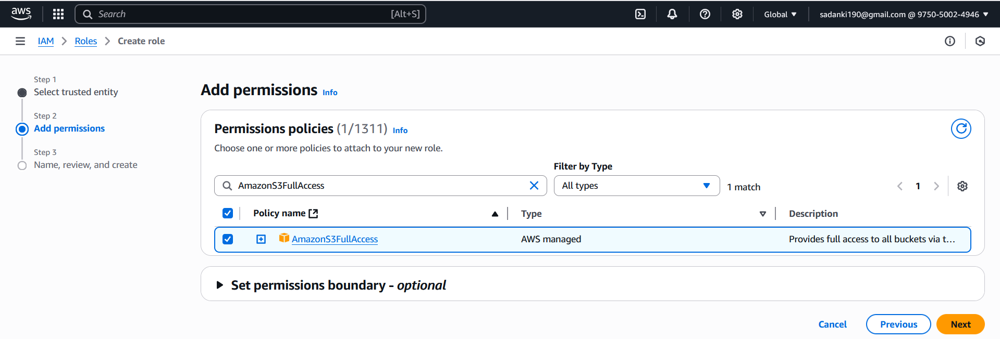 aws Search [Alt+S] Global sadanki190@gmail.com @ 9750-5002-4946
IAM Roles Create role
Step 1
Select trusted entity
Step 2
Add permissions
Step 3
Name, review, and create
Add permissions Info
Permissions policies (1/1311) Info
Choose one or more policies to attach to your new role.
Filter by Type
AmazonS3FullAccess All types 1 match 1
Policy name Type Description
AmazonS3FullAccess AWS managed Provides full access to all buckets via t...
Set permissions boundary - optional
Cancel Previous Next